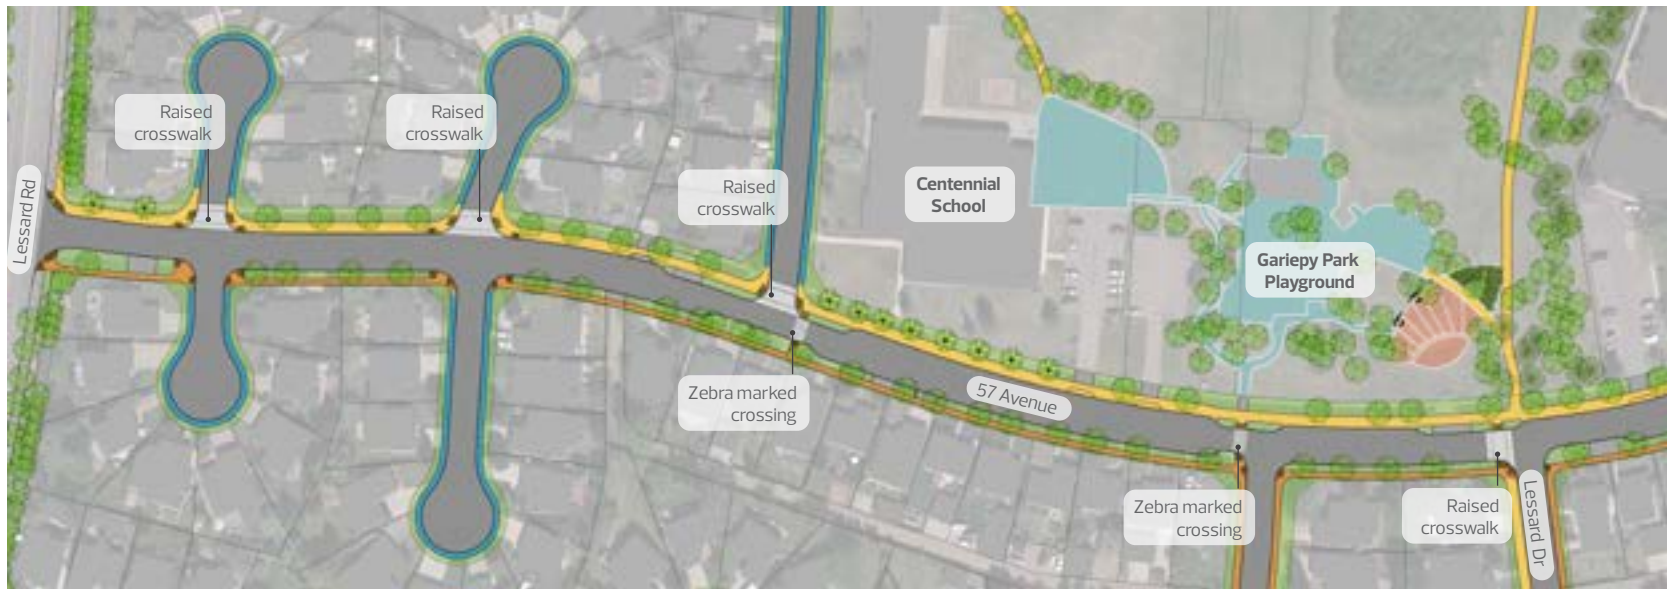 Raised
crosswalk
Raised
crosswalk
Raised
crosswalk
Centennial
School
Lessard Rd
Gariepy Park
Playground
Zebra marked
crossing
57 Avenue
Zebra marked
crossing
Raised
crosswalk
Lessard Dr